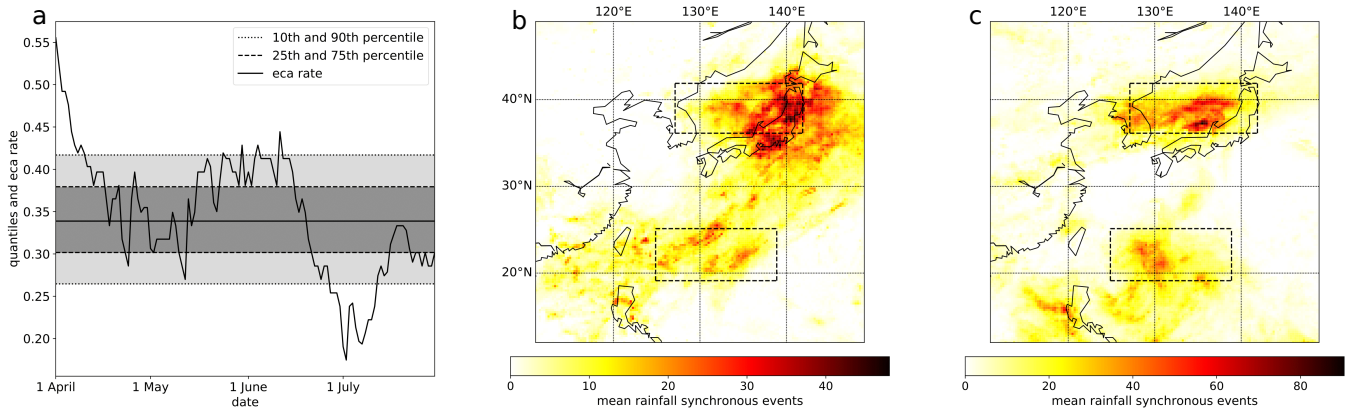 a
quantiles and eca rate
0.55
0.50
0.45
0.40
0.35
0.30
0.25
0.20
1 April
1 May
1 June
1 July
date
10th and 90th percentile
25th and 75th percentile
eca rate
b
120°E
130°E
140°E
40°N
30°N
20°N
0
10
20
30
40
mean rainfall synchronous events
c
120°E
130°E
140°E
0
20
40
60
80
mean rainfall synchronous events